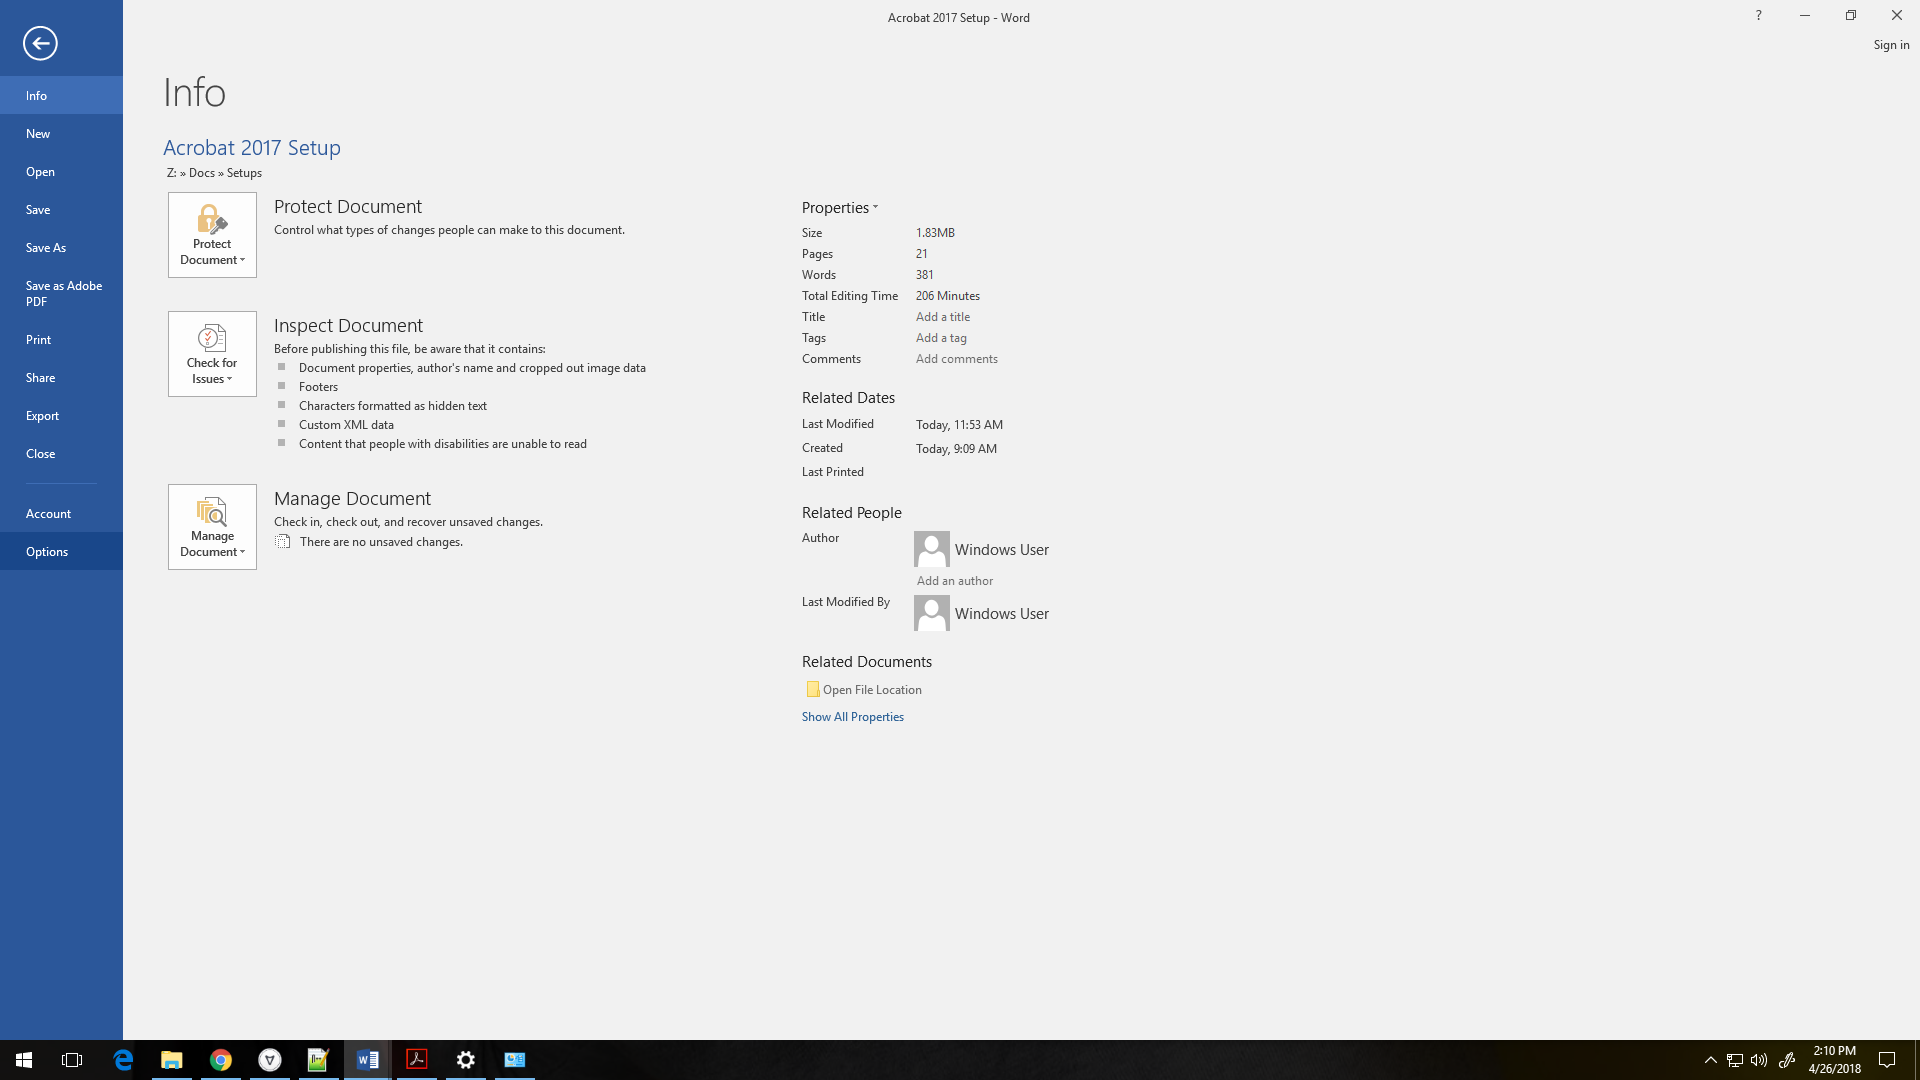 Acrobat 2017 Setup - Word
?
Sign in
Info
New
Open
Save
Save As
Save as Adobe
PDF
Print
Share
Export
Close
Account
Options
Info
Acrobat 2017 Setup
Z: » Docs » Setups
Protect
Document
Protect Document
Control what types of changes people can make to this document.
Check for
Issues
Inspect Document
Before publishing this file, be aware that it contains:
Document properties, author's name and cropped out image data
Footers
Characters formatted as hidden text
Custom XML data
Content that people with disabilities are unable to read
Manage
Document
Manage Document
Check in, check out, and recover unsaved changes.
There are no unsaved changes.
Properties
Size 1.83MB
Pages 21
Words 381
Total Editing Time 206 Minutes
Title Add a title
Tags Add a tag
Comments Add comments
Related Dates
Last Modified Today, 11:53 AM
Created Today, 9:09 AM
Last Printed
Related People
Author Windows User
Add an author
Last Modified By Windows User
Related Documents
Open File Location
Show All Properties
2:10 PM
4/26/2018